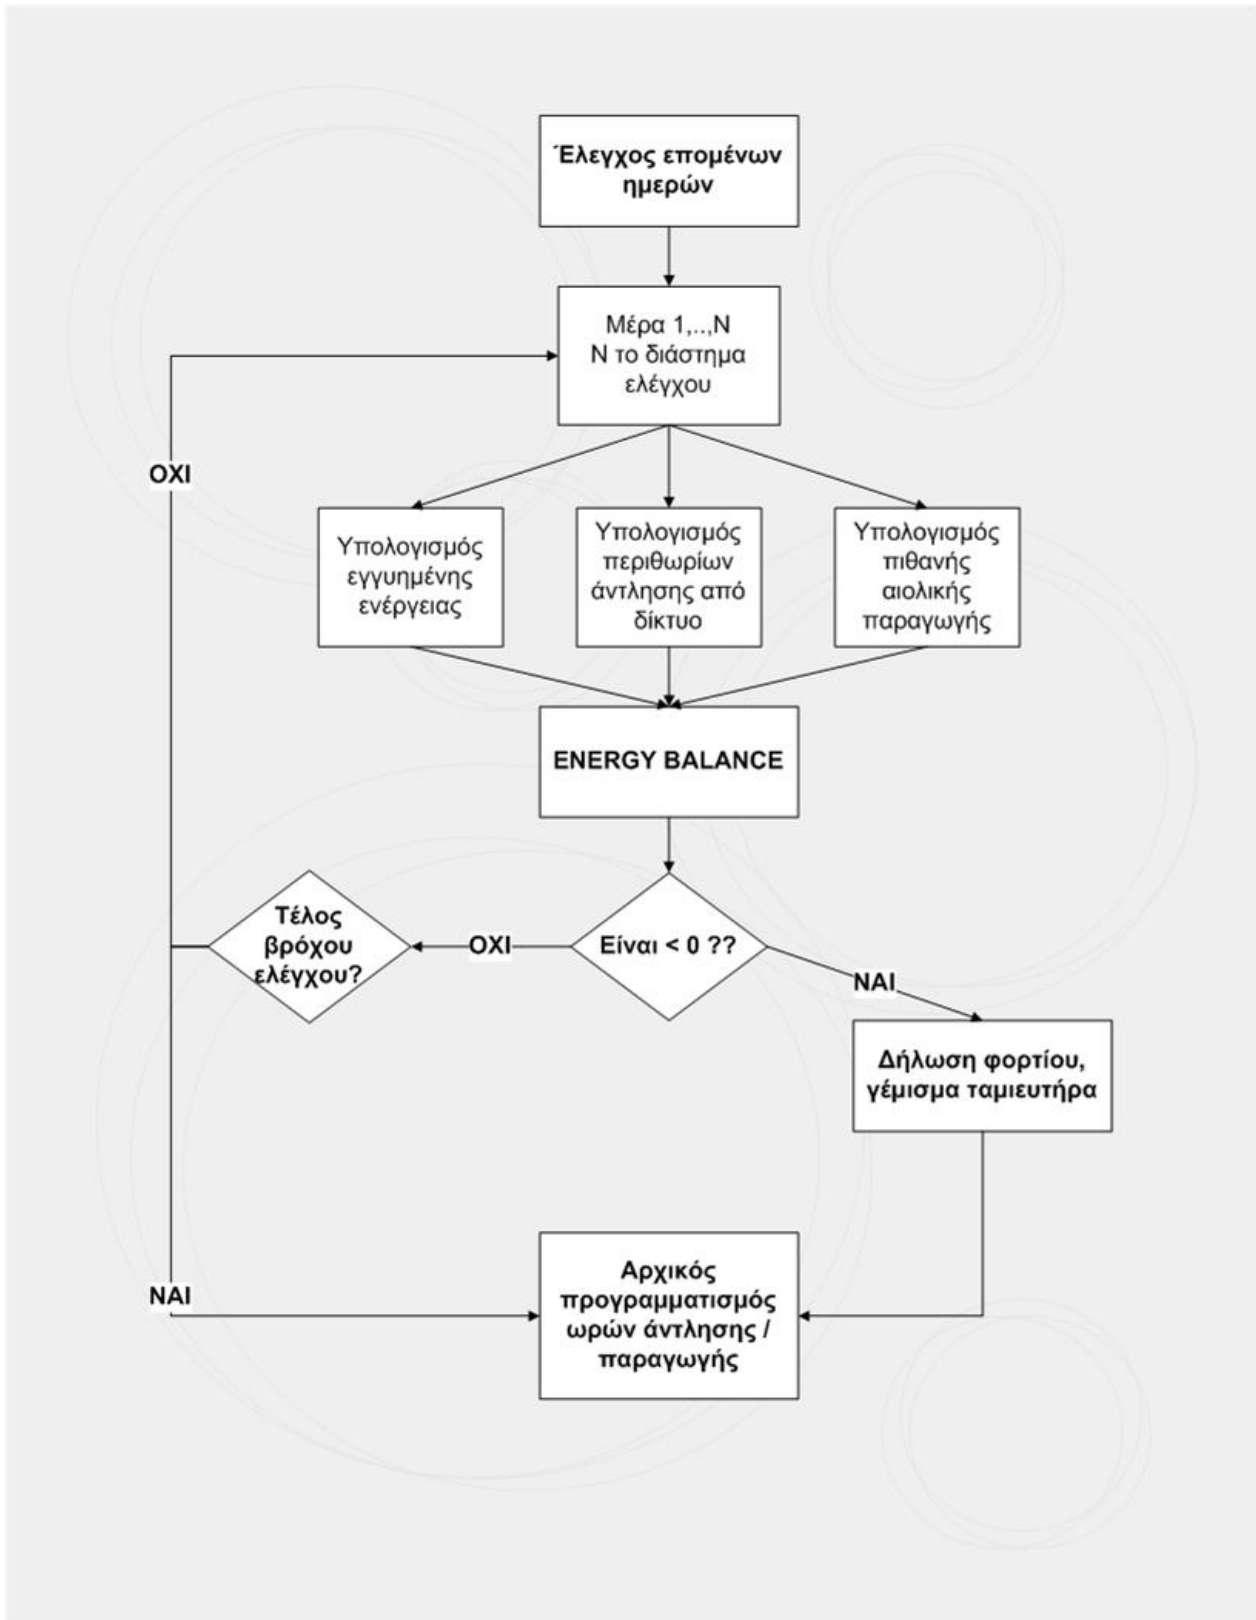 Έλεγχος επομένων
ημερών
Μέρα 1,..,Ν
Ν το διάστημα
ελέγχου
ΟΧΙ
Υπολογισμός
εγγυημένης
ενέργειας
Υπολογισμός
περιθωρίων
άντλησης από
δίκτυο
Υπολογισμός
πιθανής
αιολικής
παραγωγής
ENERGY BALANCE
Τέλος
βρόχου
ελέγχου?
ΟΧΙ
Είναι < 0 ??
ΝΑΙ
Δήλωση φορτίου,
γέμισμα ταμιευτήρα
ΝΑΙ
Αρχικός
προγραμματισμός
ωρών άντλησης /
παραγωγής